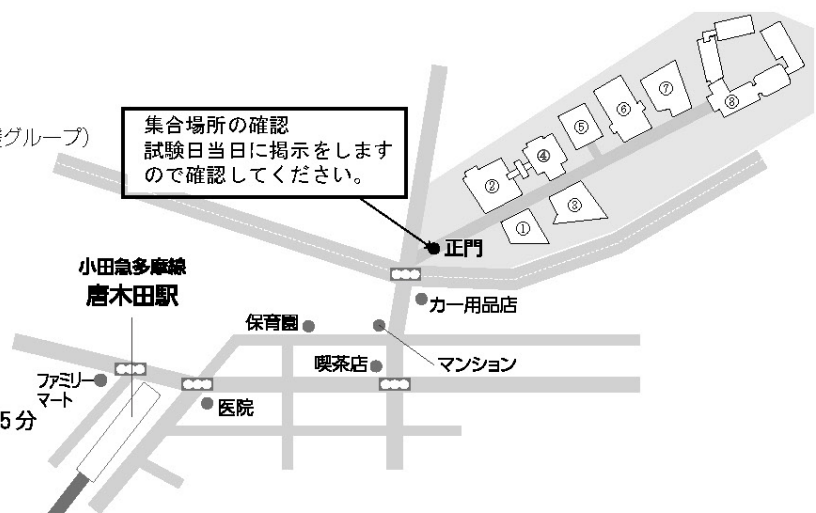 集合場所の確認
試験日当日に掲示をします
ので確認してください。
グループ）
⑦
⑥
⑧
⑤
④
②
③
①
正門
小田急多摩線
唐木田駅
カー用品店
保育園
喫茶店
マンション
ファミリー
マート
医院
5分